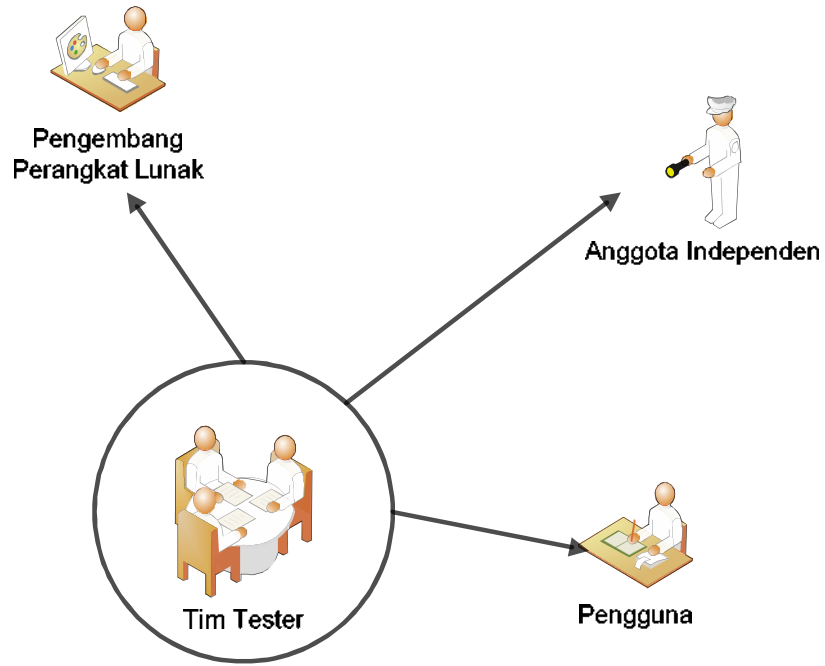 Pengembang
Perangkat Lunak
Anggota Independen
Tim Tester
Pengguna